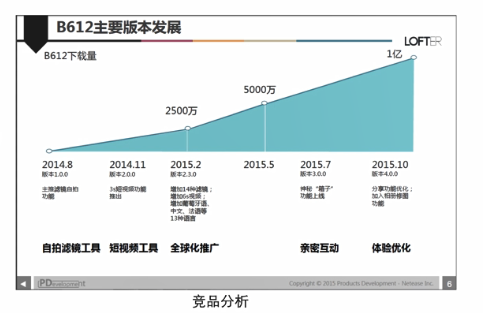 B612主要版本发展
LOFTER
B612下载量
2500万
5000万
1亿
2014.8
版本1.0.0
主推滤镜自拍
功能
自拍滤镜工具
2014.11
版本2.0.0
3s短视频功能
推出
短视频工具
2015.2
版本2.3.0
增加14种滤镜；
增加6s视频；
增加葡萄牙语、
中文、法语等
13种语言
全球化推广
2015.5
2015.7
版本3.0.0
神秘“箱子”
功能上线
亲密互动
2015.10
版本4.0.0
分享功能优化；
加入相册修图
功能
体验优化
Copyright © 2015 Products Development - Netease Inc.
6
竞品分析